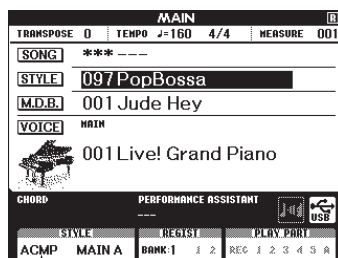 MAIN R
TRANSPOSE 0 TEMPO ♩=160 4/4 MEASURE 001
SONG *** ---
STYLE 097 PopBossa
M.D.B. 001 Jude Hey
VOICE MAIN
001 Live! Grand Piano
CHORD PERFORMANCE ASSISTANT
---
USB
STYLE REGIST PLAY PART
ACMP MAIN A BANK:1 1 2 REC 1 2 3 4 5 A